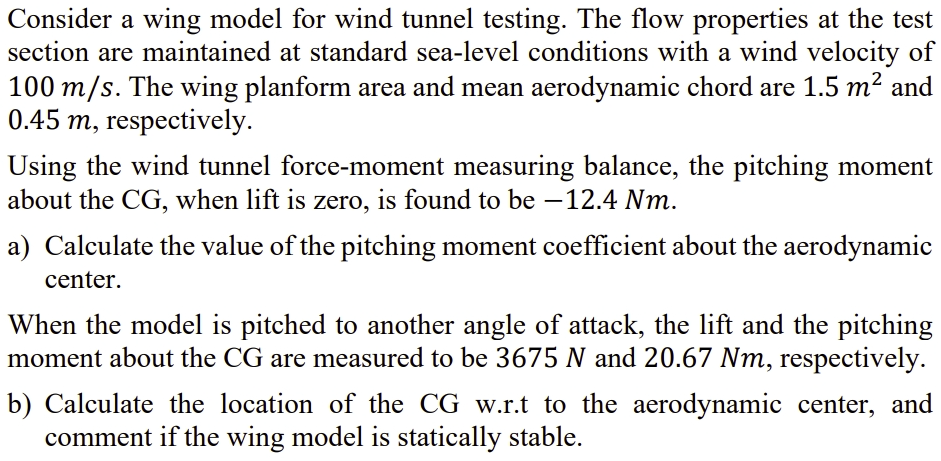 Consider a wing model for wind tunnel testing. The flow properties at the test
section are maintained at standard sea-level conditions with a wind velocity of
100 m/s. The wing planform area and mean aerodynamic chord are 1.5 m² and
0.45 m, respectively.
Using the wind tunnel force-moment measuring balance, the pitching moment
about the CG, when lift is zero, is found to be −12.4 Nm.
a) Calculate the value of the pitching moment coefficient about the aerodynamic
center.
When the model is pitched to another angle of attack, the lift and the pitching
moment about the CG are measured to be 3675 N and 20.67 Nm, respectively.
b) Calculate the location of the CG w.r.t to the aerodynamic center, and
comment if the wing model is statically stable.